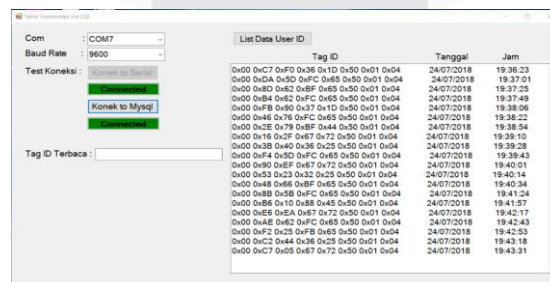 Serial Komunikasi via USB
Com : COM7
Baud Rate : 9600
Test Koneksi : Konek to Serial
Connected
Konek to Mysql
Connected
Tag ID Terbaca :
List Data User ID
Tag ID Tanggal Jam
0x00 0xC7 0xF0 0x36 0x1D 0x50 0x01 0x04 24/07/2018 19:36:23
0x00 0xDA 0x5D 0xFC 0x65 0x50 0x01 0x04 24/07/2018 19:37:01
0x00 0x8D 0x62 0xBF 0x65 0x50 0x01 0x04 24/07/2018 19:37:25
0x00 0xB4 0x62 0xFC 0x65 0x50 0x01 0x04 24/07/2018 19:37:49
0x00 0xFB 0x90 0x37 0x1D 0x50 0x01 0x04 24/07/2018 19:38:06
0x00 0x46 0x76 0xFC 0x65 0x50 0x01 0x04 24/07/2018 19:38:22
0x00 0x2E 0x79 0xBF 0x44 0x50 0x01 0x04 24/07/2018 19:38:54
0x00 0x16 0x2F 0x67 0x72 0x50 0x01 0x04 24/07/2018 19:39:10
0x00 0x3B 0x40 0x36 0x25 0x50 0x01 0x04 24/07/2018 19:39:28
0x00 0xF4 0x5D 0xFC 0x65 0x50 0x01 0x04 24/07/2018 19:39:43
0x00 0x90 0xEF 0x67 0x72 0x50 0x01 0x04 24/07/2018 19:40:01
0x00 0x53 0x23 0x32 0x25 0x50 0x01 0x04 24/07/2018 19:40:14
0x00 0x48 0x66 0xBF 0x65 0x50 0x01 0x04 24/07/2018 19:40:34
0x00 0x8B 0x5B 0xFC 0x65 0x50 0x01 0x04 24/07/2018 19:41:24
0x00 0xB6 0x10 0x88 0x45 0x50 0x01 0x04 24/07/2018 19:41:57
0x00 0xE6 0xEA 0x67 0x72 0x50 0x01 0x04 24/07/2018 19:42:17
0x00 0xAE 0x62 0xFC 0x65 0x50 0x01 0x04 24/07/2018 19:42:43
0x00 0xF2 0x25 0xFB 0x65 0x50 0x01 0x04 24/07/2018 19:42:53
0x00 0xC2 0x44 0x36 0x25 0x50 0x01 0x04 24/07/2018 19:43:18
0x00 0xC7 0x05 0x67 0x72 0x50 0x01 0x04 24/07/2018 19:43:31